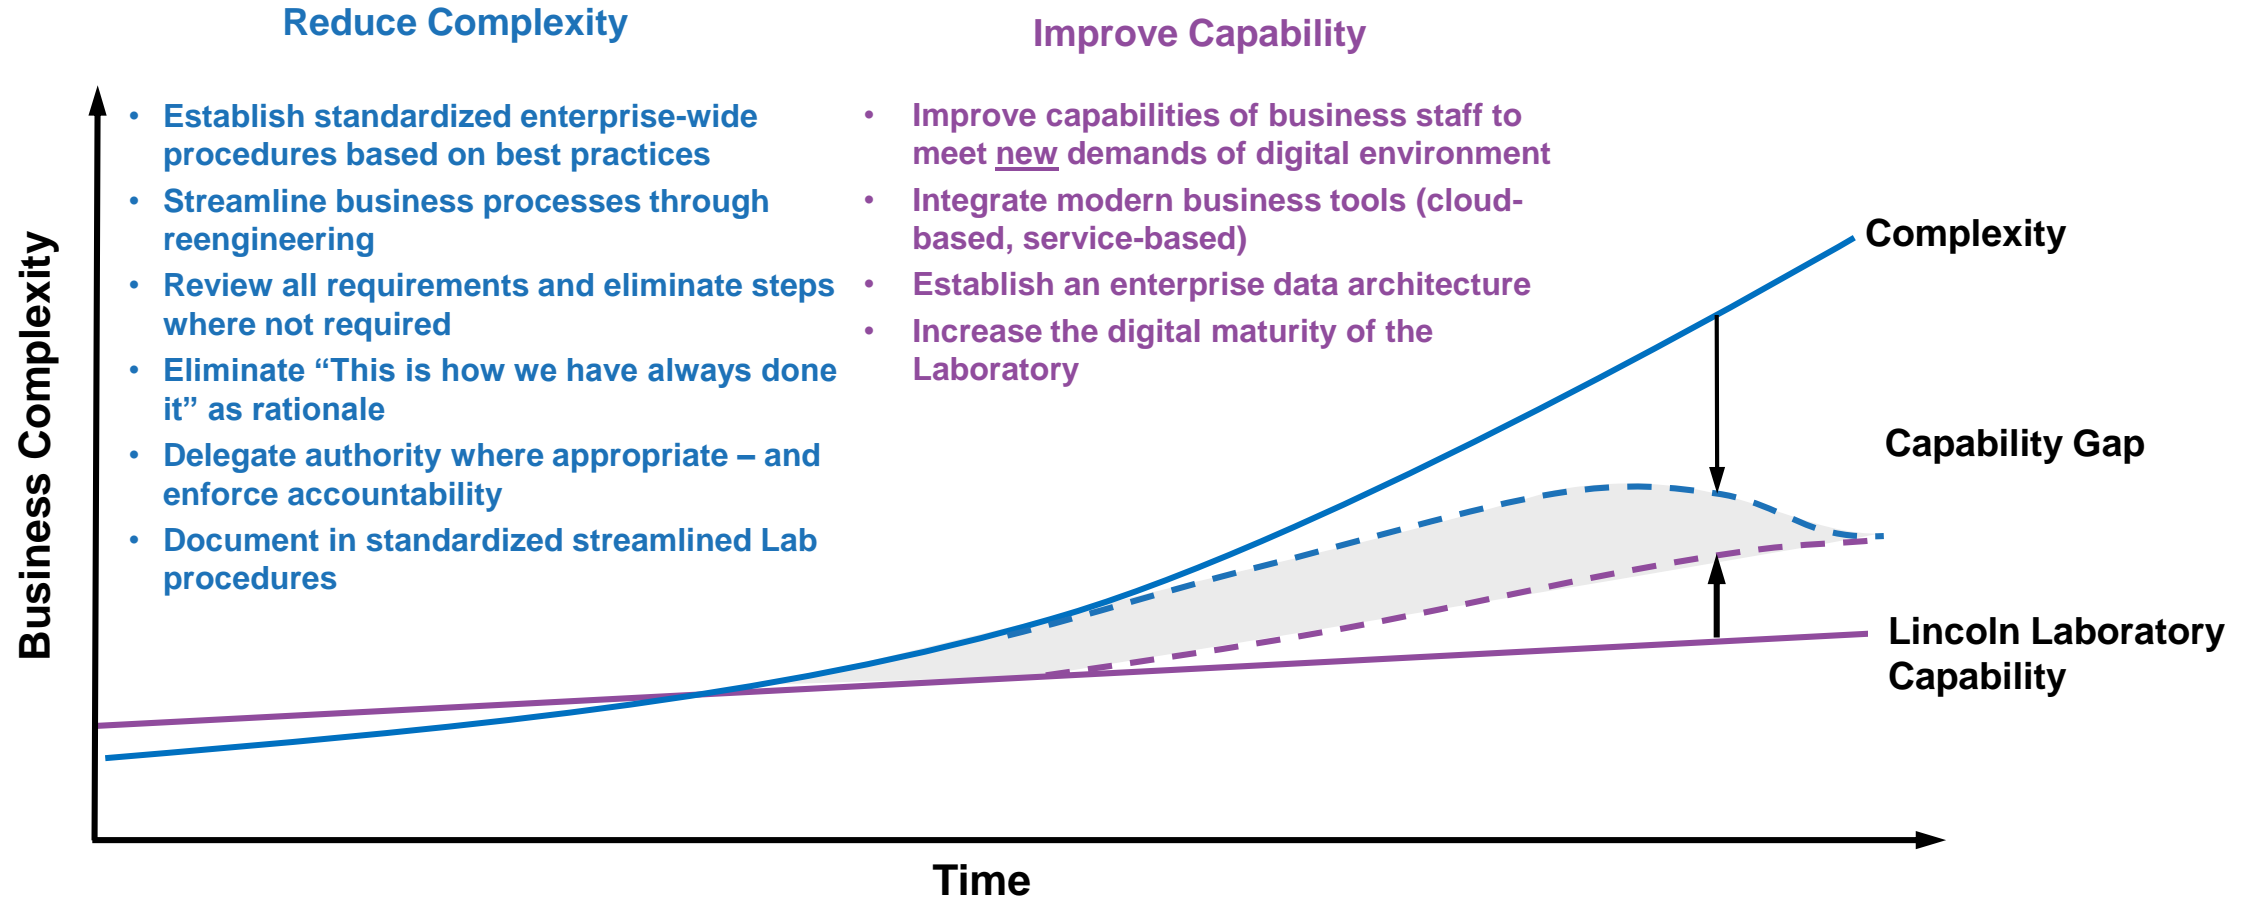 Reduce Complexity
• Establish standardized enterprise-wide
procedures based on best practices
• Streamline business processes through
reengineering
• Review all requirements and eliminate steps
where not required
• Eliminate “This is how we have always done
it” as rationale
• Delegate authority where appropriate – and
enforce accountability
• Document in standardized streamlined Lab
procedures
Improve Capability
• Improve capabilities of business staff to
meet new demands of digital environment
• Integrate modern business tools (cloud-
based, service-based)
• Establish an enterprise data architecture
• Increase the digital maturity of the
Laboratory
Complexity
Capability Gap
Lincoln Laboratory
Capability
Business Complexity
Time